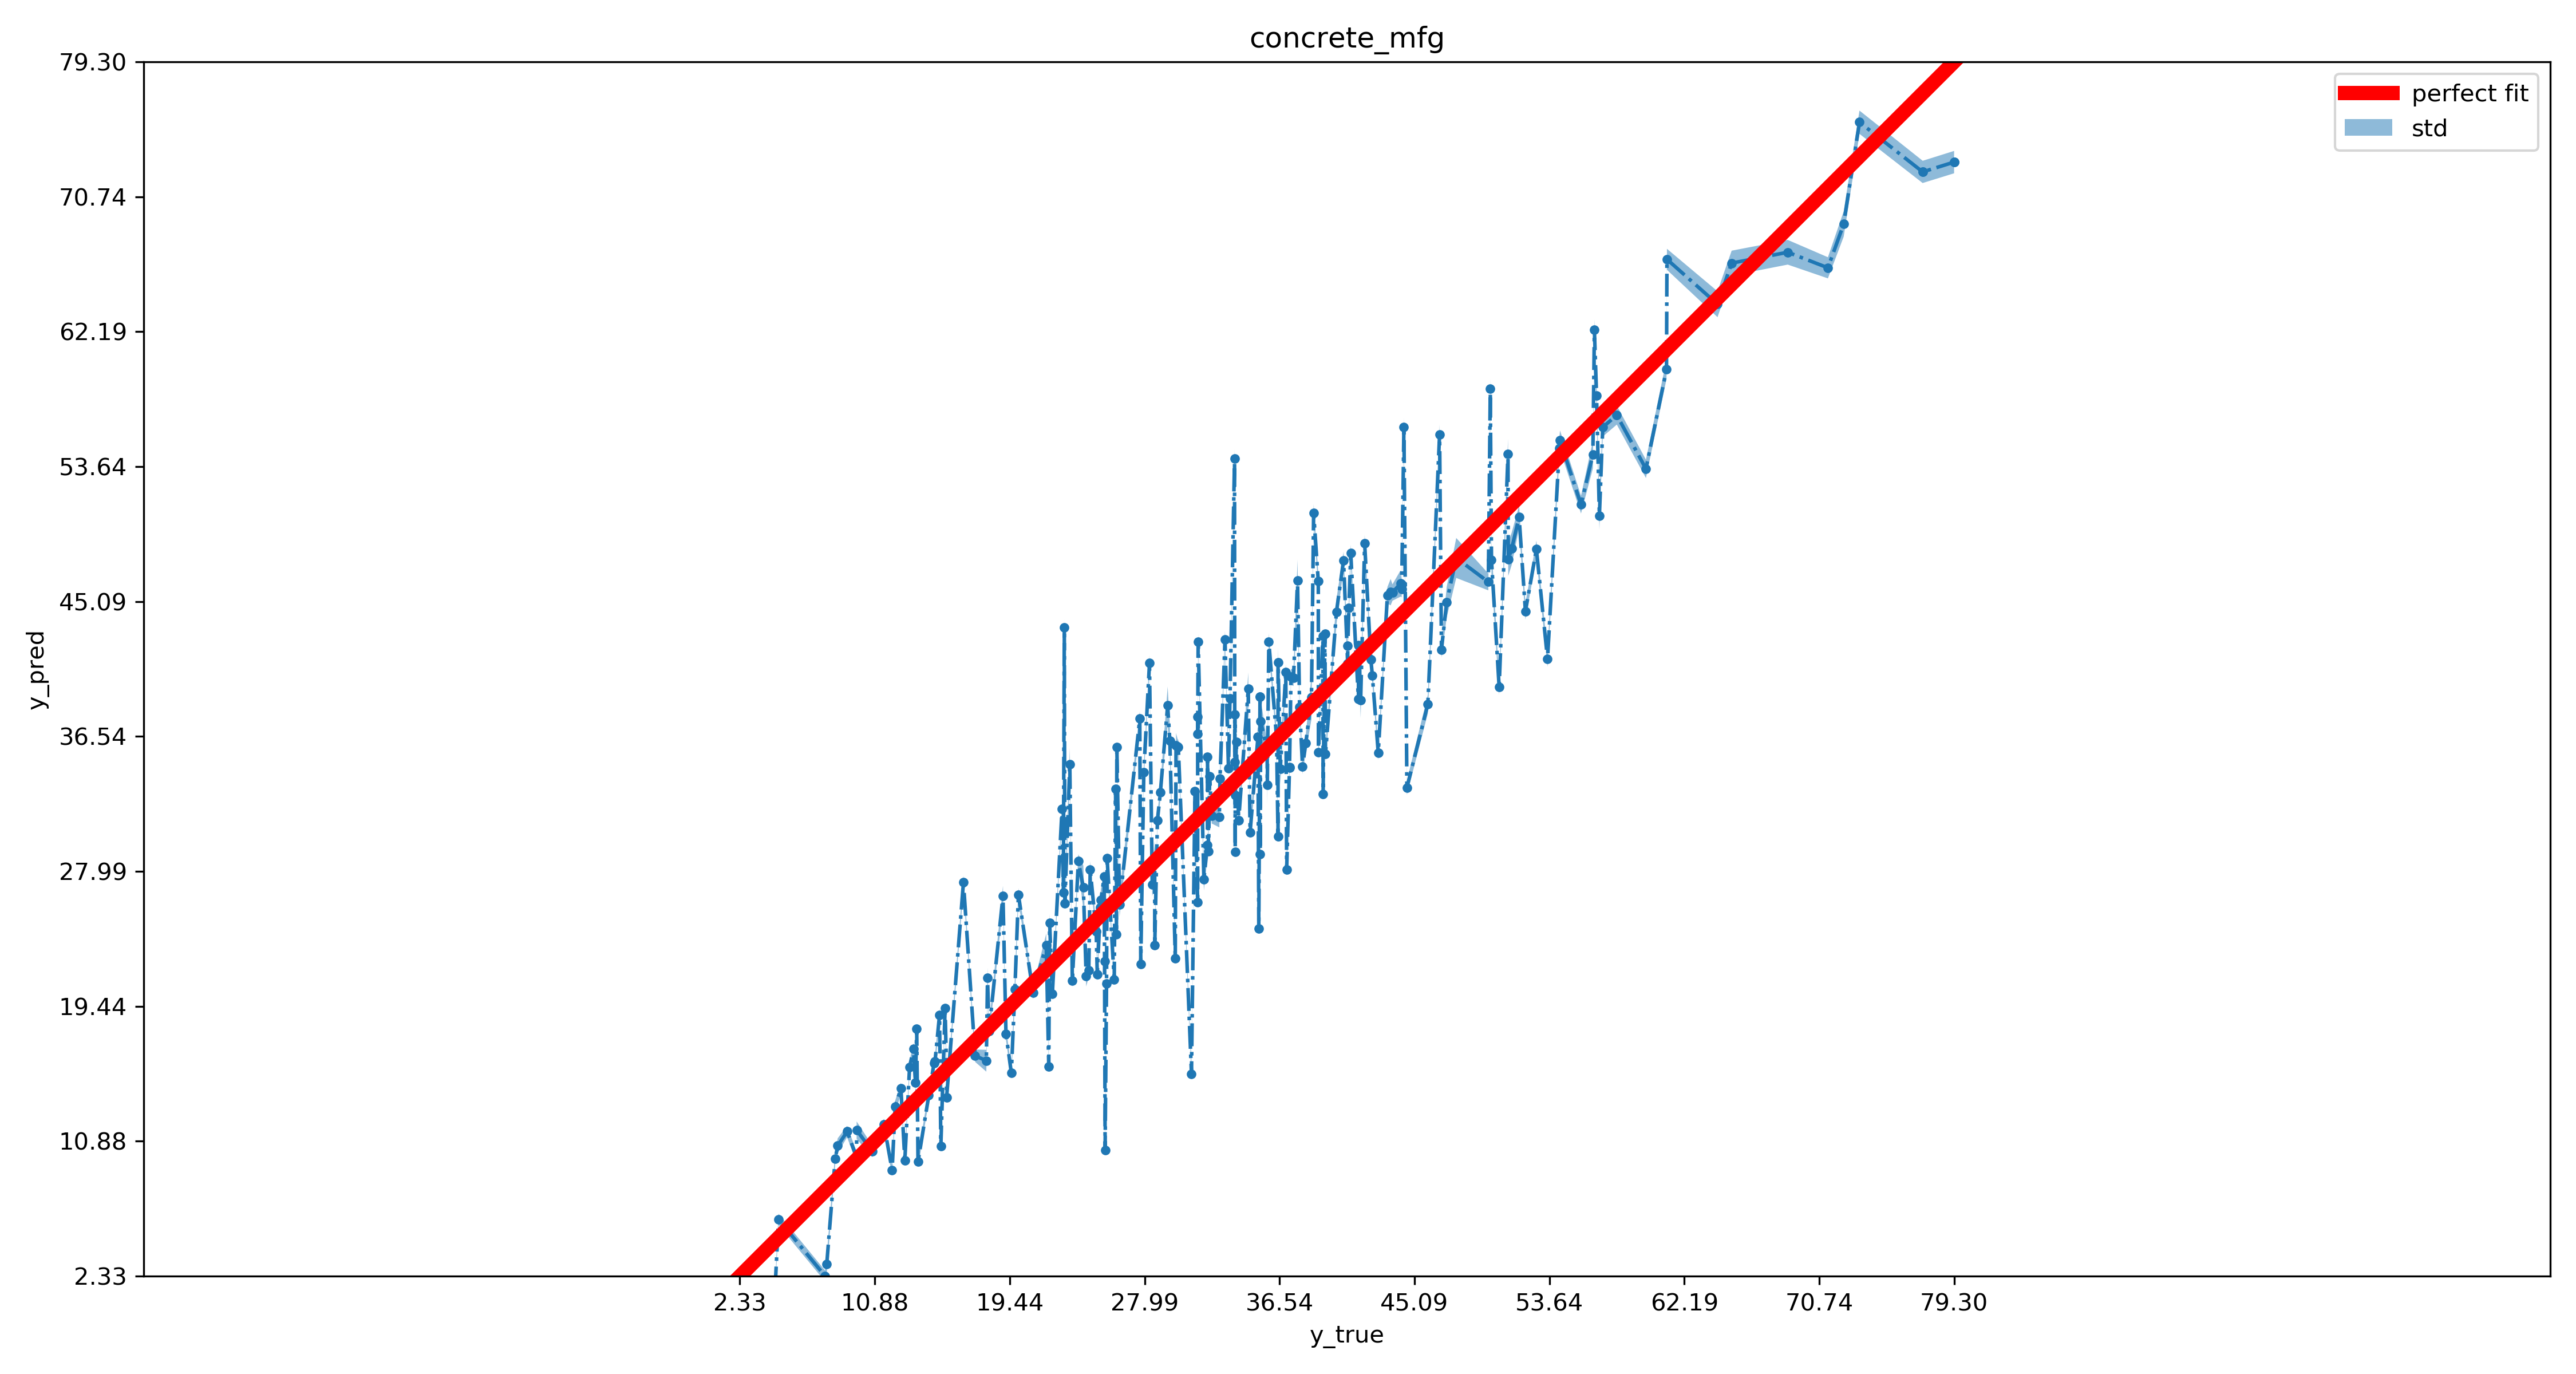 concrete_mfg
79.30
70.74
62.19
53.64
45.09
36.54
27.99
19.44
10.88
2.33
y_pred
perfect fit
std
2.33 10.88 19.44 27.99 36.54 45.09 53.64 62.19 70.74 79.30
y_true